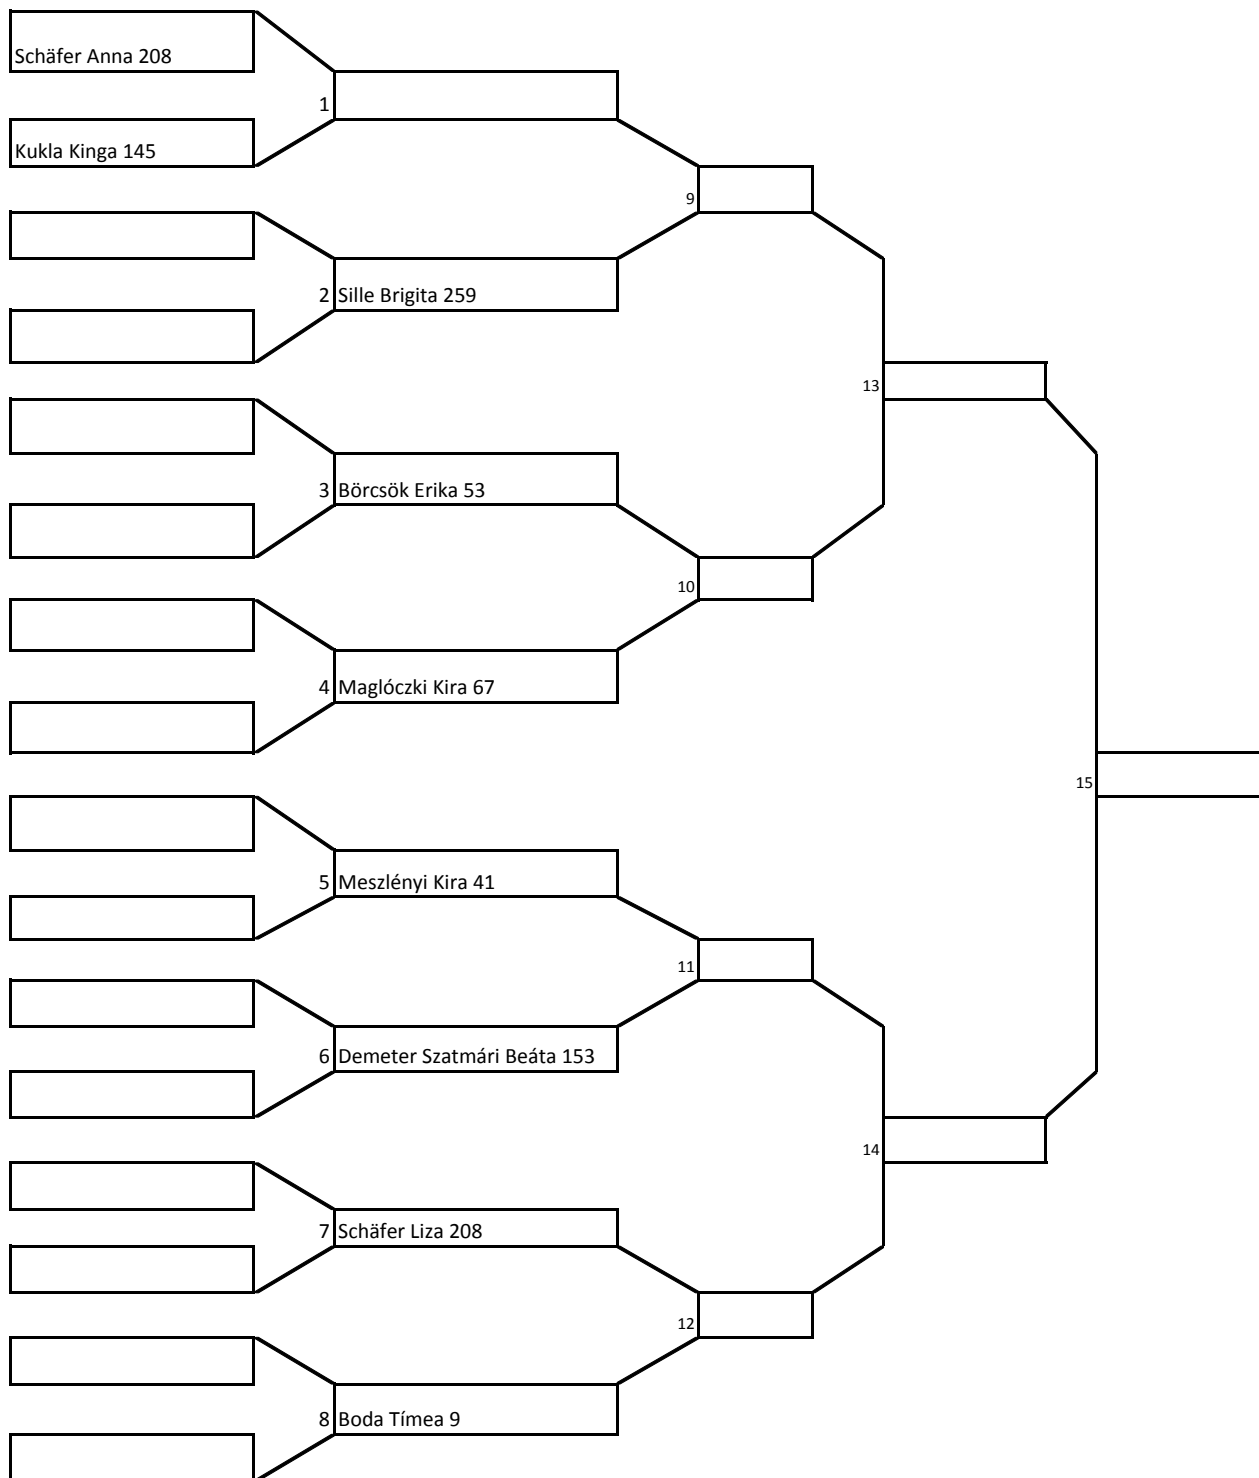 Schäfer Anna 208
1
Kukla Kinga 145
9
2 Sille Brigita 259
13
3 Börcsök Erika 53
10
4 Maglóczki Kira 67
15
5 Meszlényi Kira 41
11
6 Demeter Szatmári Beáta 153
14
7 Schäfer Liza 208
12
8 Boda Tímea 9